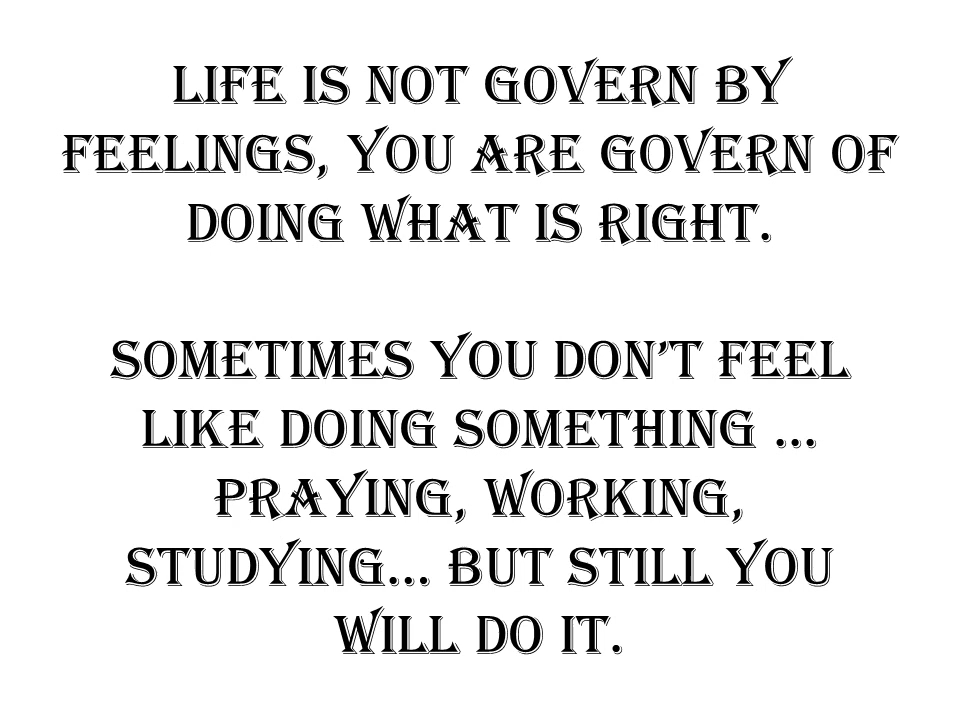 LIFE IS NOT GOVERN BY
FEELINGS, YOU ARE GOVERN OF
DOING WHAT IS RIGHT.
SOMETIMES YOU DON’T FEEL
LIKE DOING SOMETHING …
PRAYING, WORKING,
STUDYING… BUT STILL YOU
WILL DO IT.